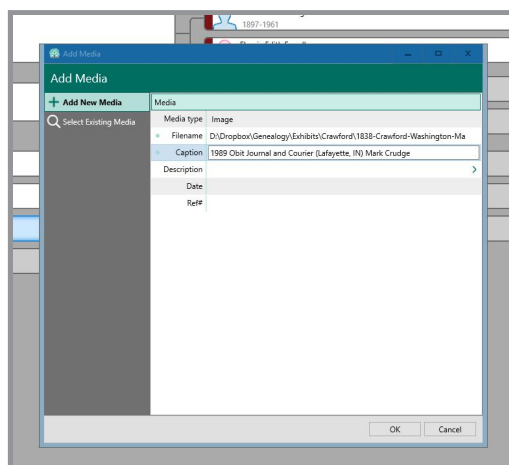 1897-1961
Add Media
Add Media
Add New Media
Select Existing Media
Media
Media type Image
Filename D:\Dropbox\Genealogy\Exhibits\Crawford\1838-Crawford-Washington-Ma
Caption 1989 Obit Journal and Courier (Lafayette, IN) Mark Crudge
Description
Date
Ref#
OK Cancel